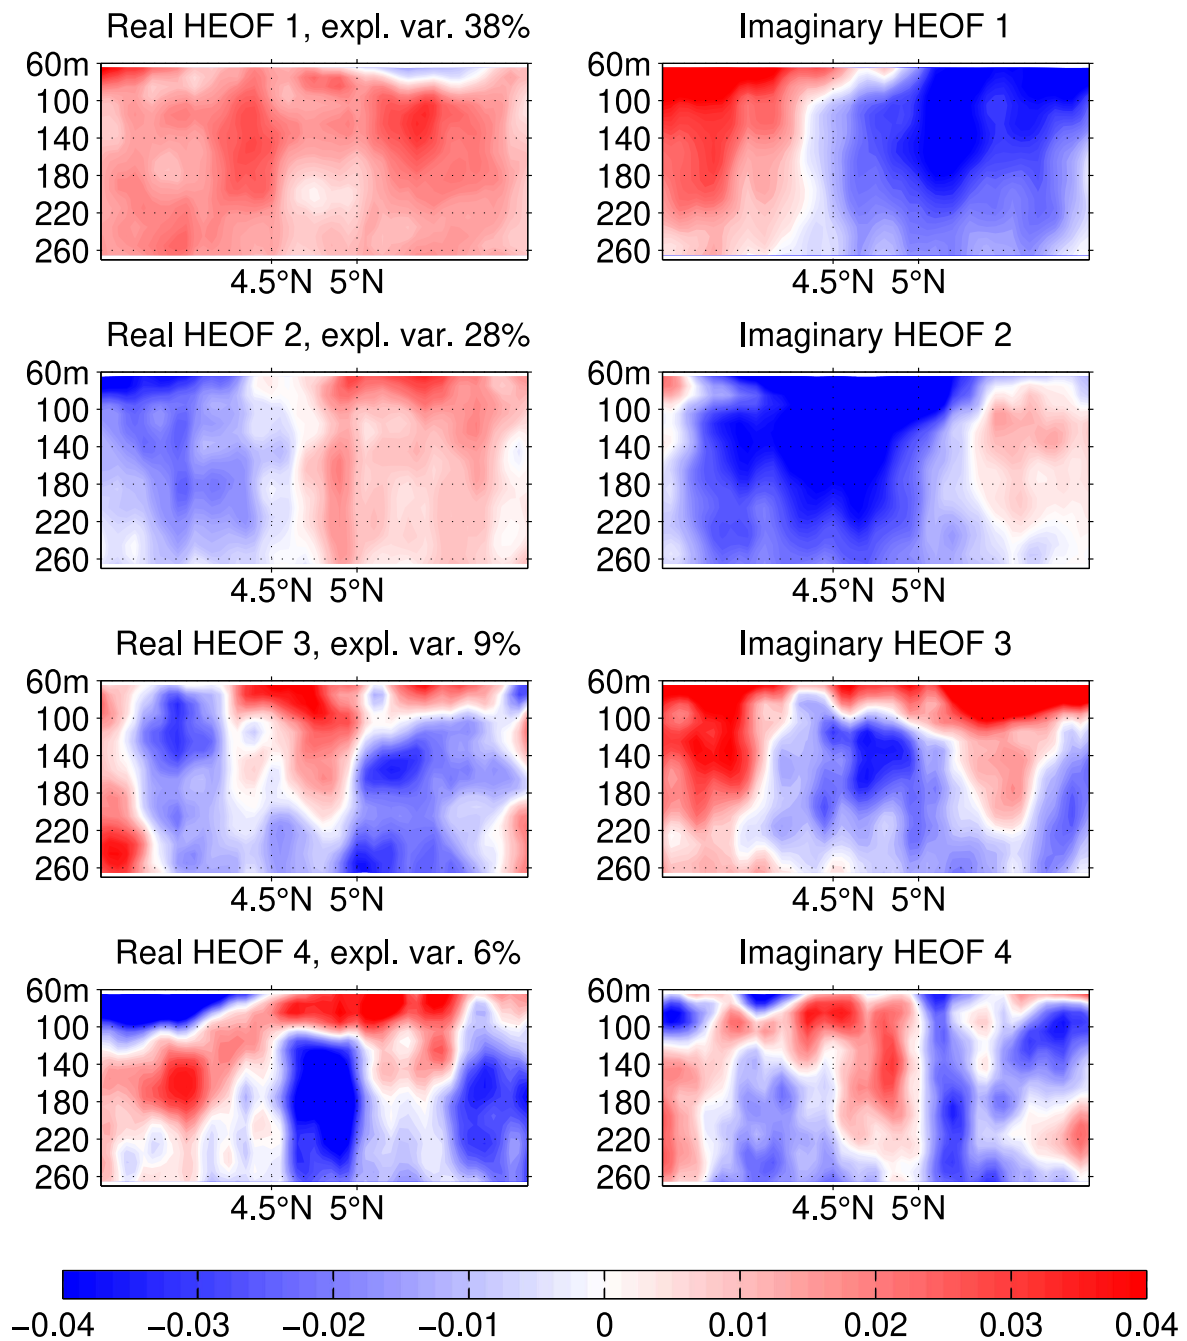 Real HEOF 1, expl. var. 38%
Imaginary HEOF 1
60m
100
140
180
220
260
4.5°N 5°N
4.5°N 5°N
60m
100
140
180
220
260
Real HEOF 2, expl. var. 28%
Imaginary HEOF 2
60m
100
140
180
220
260
4.5°N 5°N
4.5°N 5°N
60m
100
140
180
220
260
Real HEOF 3, expl. var. 9%
Imaginary HEOF 3
60m
100
140
180
220
260
4.5°N 5°N
4.5°N 5°N
60m
100
140
180
220
260
Real HEOF 4, expl. var. 6%
Imaginary HEOF 4
60m
100
140
180
220
260
4.5°N 5°N
4.5°N 5°N
60m
100
140
180
220
260
−0.04 −0.03 −0.02 −0.01 0 0.01 0.02 0.03 0.04